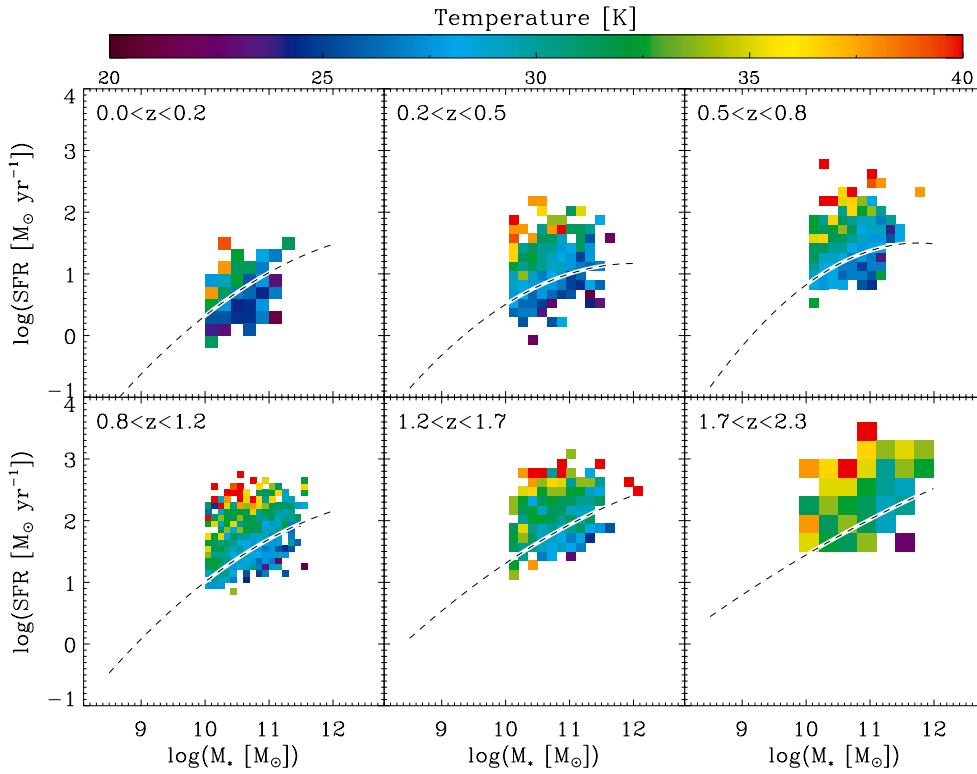 Temperature [K]
20 25 30 35 40
0.0<z<0.2 0.2<z<0.5 0.5<z<0.8
4
3
2
1
0
−1
log(SFR [M⊙ yr⁻¹])
0.8<z<1.2 1.2<z<1.7 1.7<z<2.3
4
3
2
1
0
−1
log(SFR [M⊙ yr⁻¹])
9 10 11 12 9 10 11 12 9 10 11 12
log(M* [M⊙]) log(M* [M⊙]) log(M* [M⊙])